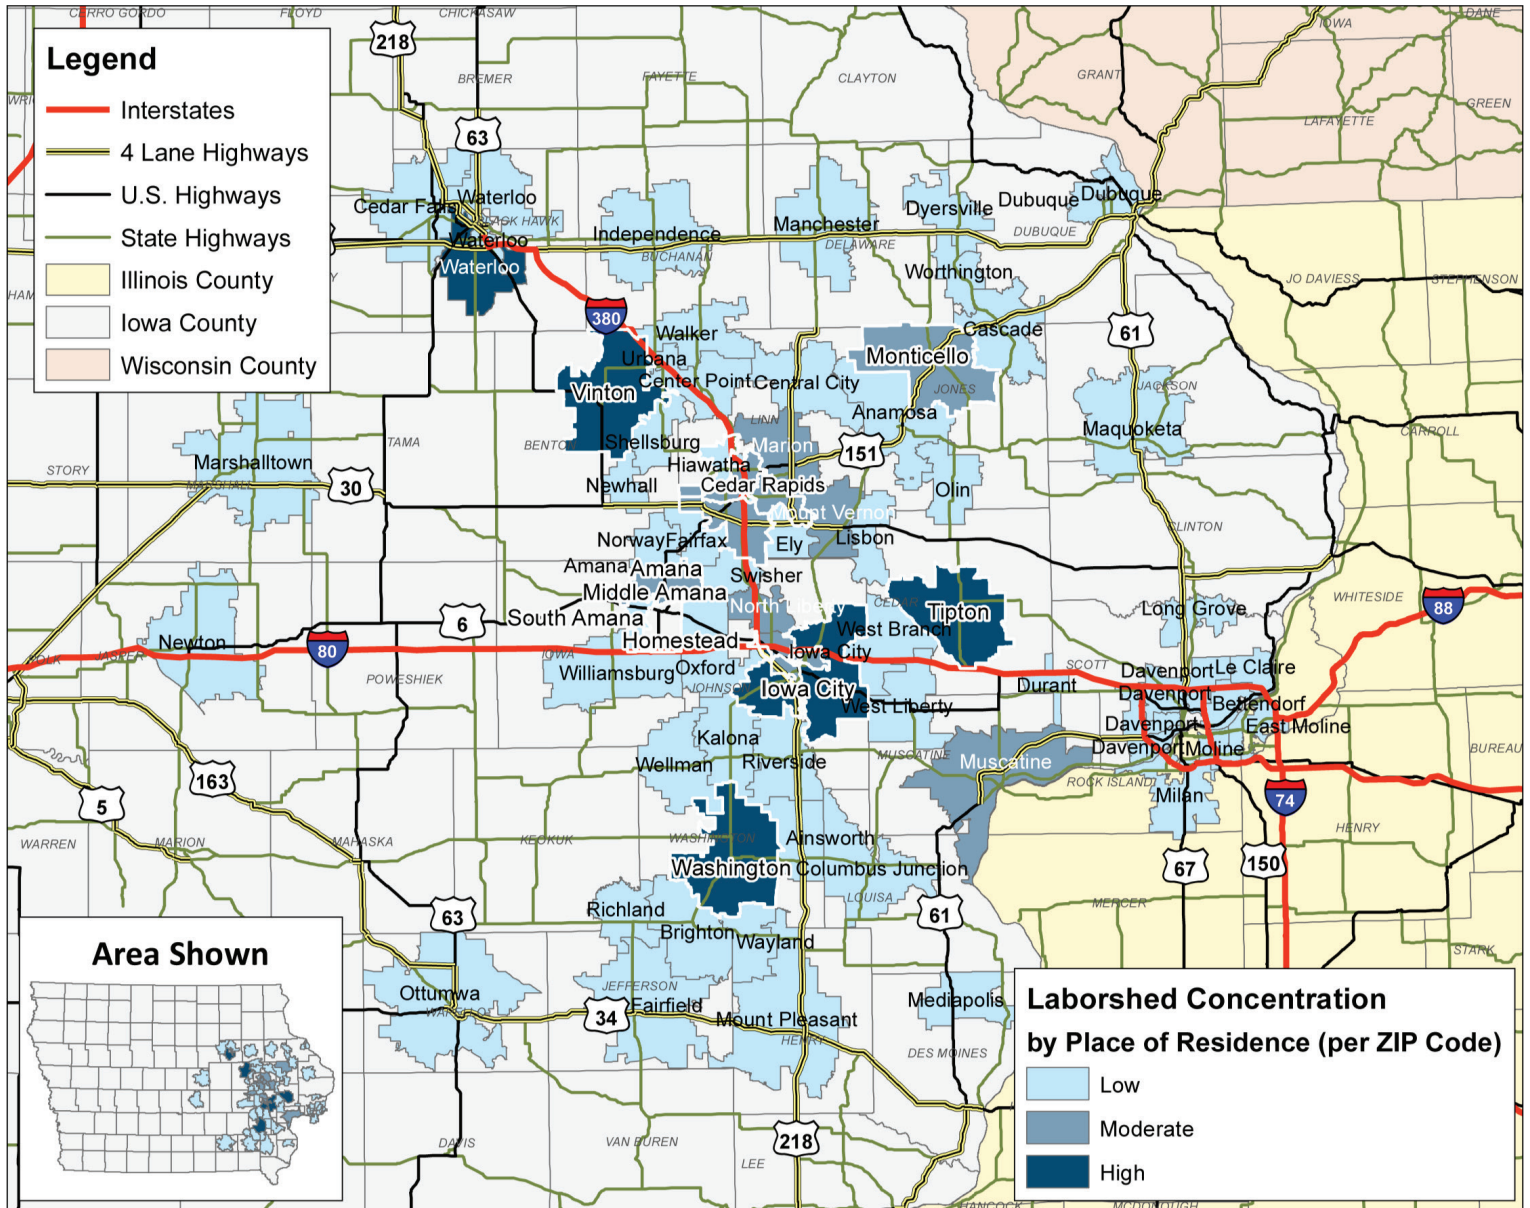 CERRO GORDO
FLOYD
CHICKASAW
IOWA
DANE
Legend
Interstates
4 Lane Highways
U.S. Highways
State Highways
Illinois County
Iowa County
Wisconsin County
218
BREMER
FAYETTE
CLAYTON
GRANT
GREEN
LAFAYETTE
63
Waterloo
Cedar Falls
BLACK HAWK
Waterloo
Waterloo
Independence
BUCHANAN
Manchester
DELAWARE
Dyersville
Dubuque
Dubuque
DUBUQUE
Worthington
JO DAVIESS
STEPHENSON
380
Walker
Urbana
Center Point
Central City
Cascade
61
Monticello
JONES
Vinton
Anamosa
JACKSON
Maquoketa
CARROLL
TAMA
BENTON
LINN
Shellsburg
Marion
151
STORY
Marshalltown
MARSHALL
30
Hiawatha
Newhall
Cedar Rapids
Olin
Mount Vernon
CLINTON
Norway
Fairfax
Ely
Lisbon
Amana
Amana
Swisher
Middle Amana
North Liberty
CEDAR
Tipton
South Amana
6
Long Grove
WHITESIDE
88
Newton
80
Homestead
West Branch
POLK
JASPER
IOWA
Iowa City
Williamsburg
Oxford
POWESHIEK
SCOTT
Davenport
Le Claire
Durant
JOHNSON
Iowa City
Davenport
Bettendorf
West Liberty
Davenport
East Moline
Kalona
Davenport
Moline
BUREAU
Wellman
Riverside
MUSCATINE
Muscatine
163
ROCK ISLAND
5
Milan
74
WARREN
MARION
MAHASKA
KEOKUK
WASHINGTON
Ainsworth
HENRY
Washington
Columbus Junction
67
150
LOUISA
MERCER
63
Richland
61
Brighton
Wayland
STARK
Area Shown
JEFFERSON
Ottumwa
Fairfield
Mediapolis
34
Mount Pleasant
HENRY
DES MOINES
Laborshed Concentration
by Place of Residence (per ZIP Code)
Low
Moderate
High
DAVIS
VAN BUREN
218
LEE
HANCOCK
MCDONOUGH